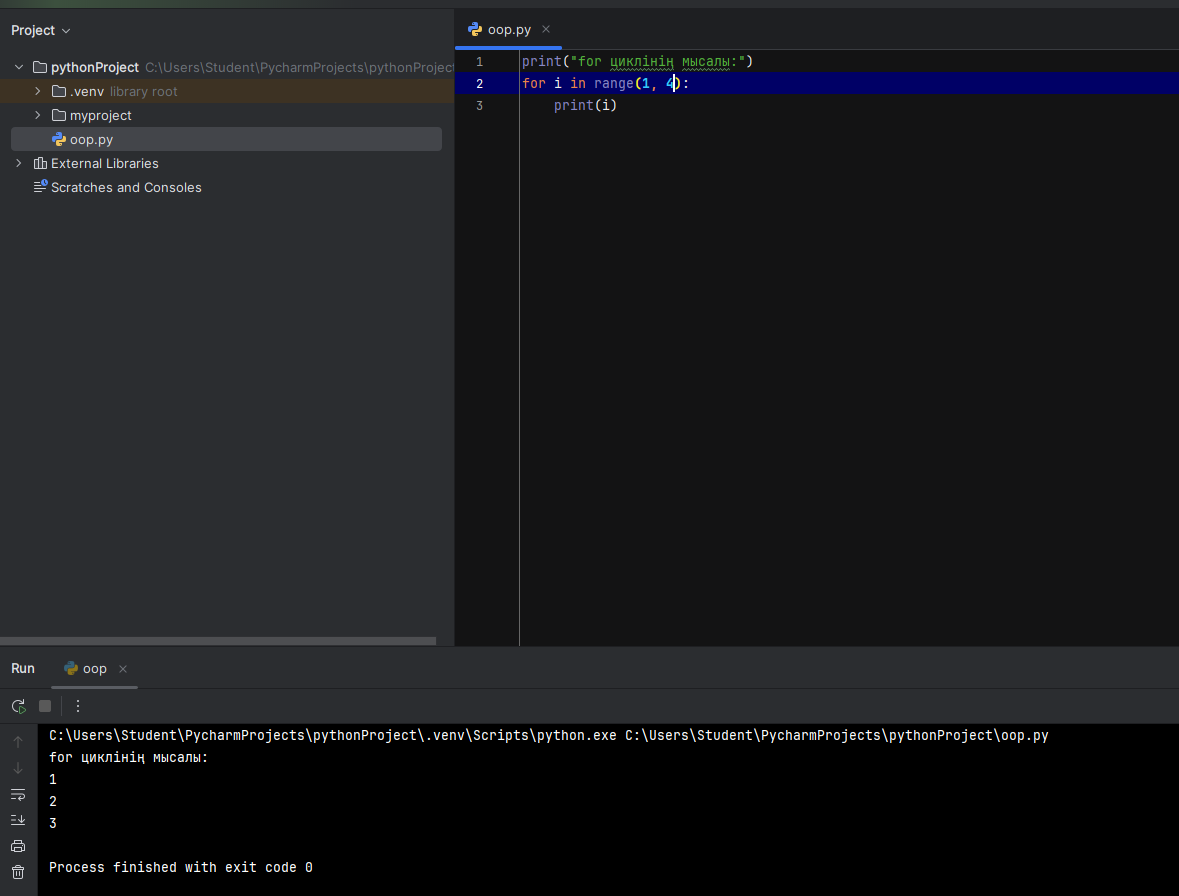 Project
pythonProject C:\Users\Student\PycharmProjects\pythonProject
.venv library root
myproject
oop.py
External Libraries
Scratches and Consoles
oop.py
1 print("for циклінің мысалы:")
2 for i in range(1, 4):
3 print(i)
Run oop
C:\Users\Student\PycharmProjects\pythonProject\.venv\Scripts\python.exe C:\Users\Student\PycharmProjects\pythonProject\oop.py
for циклінің мысалы:
1
2
3
Process finished with exit code 0